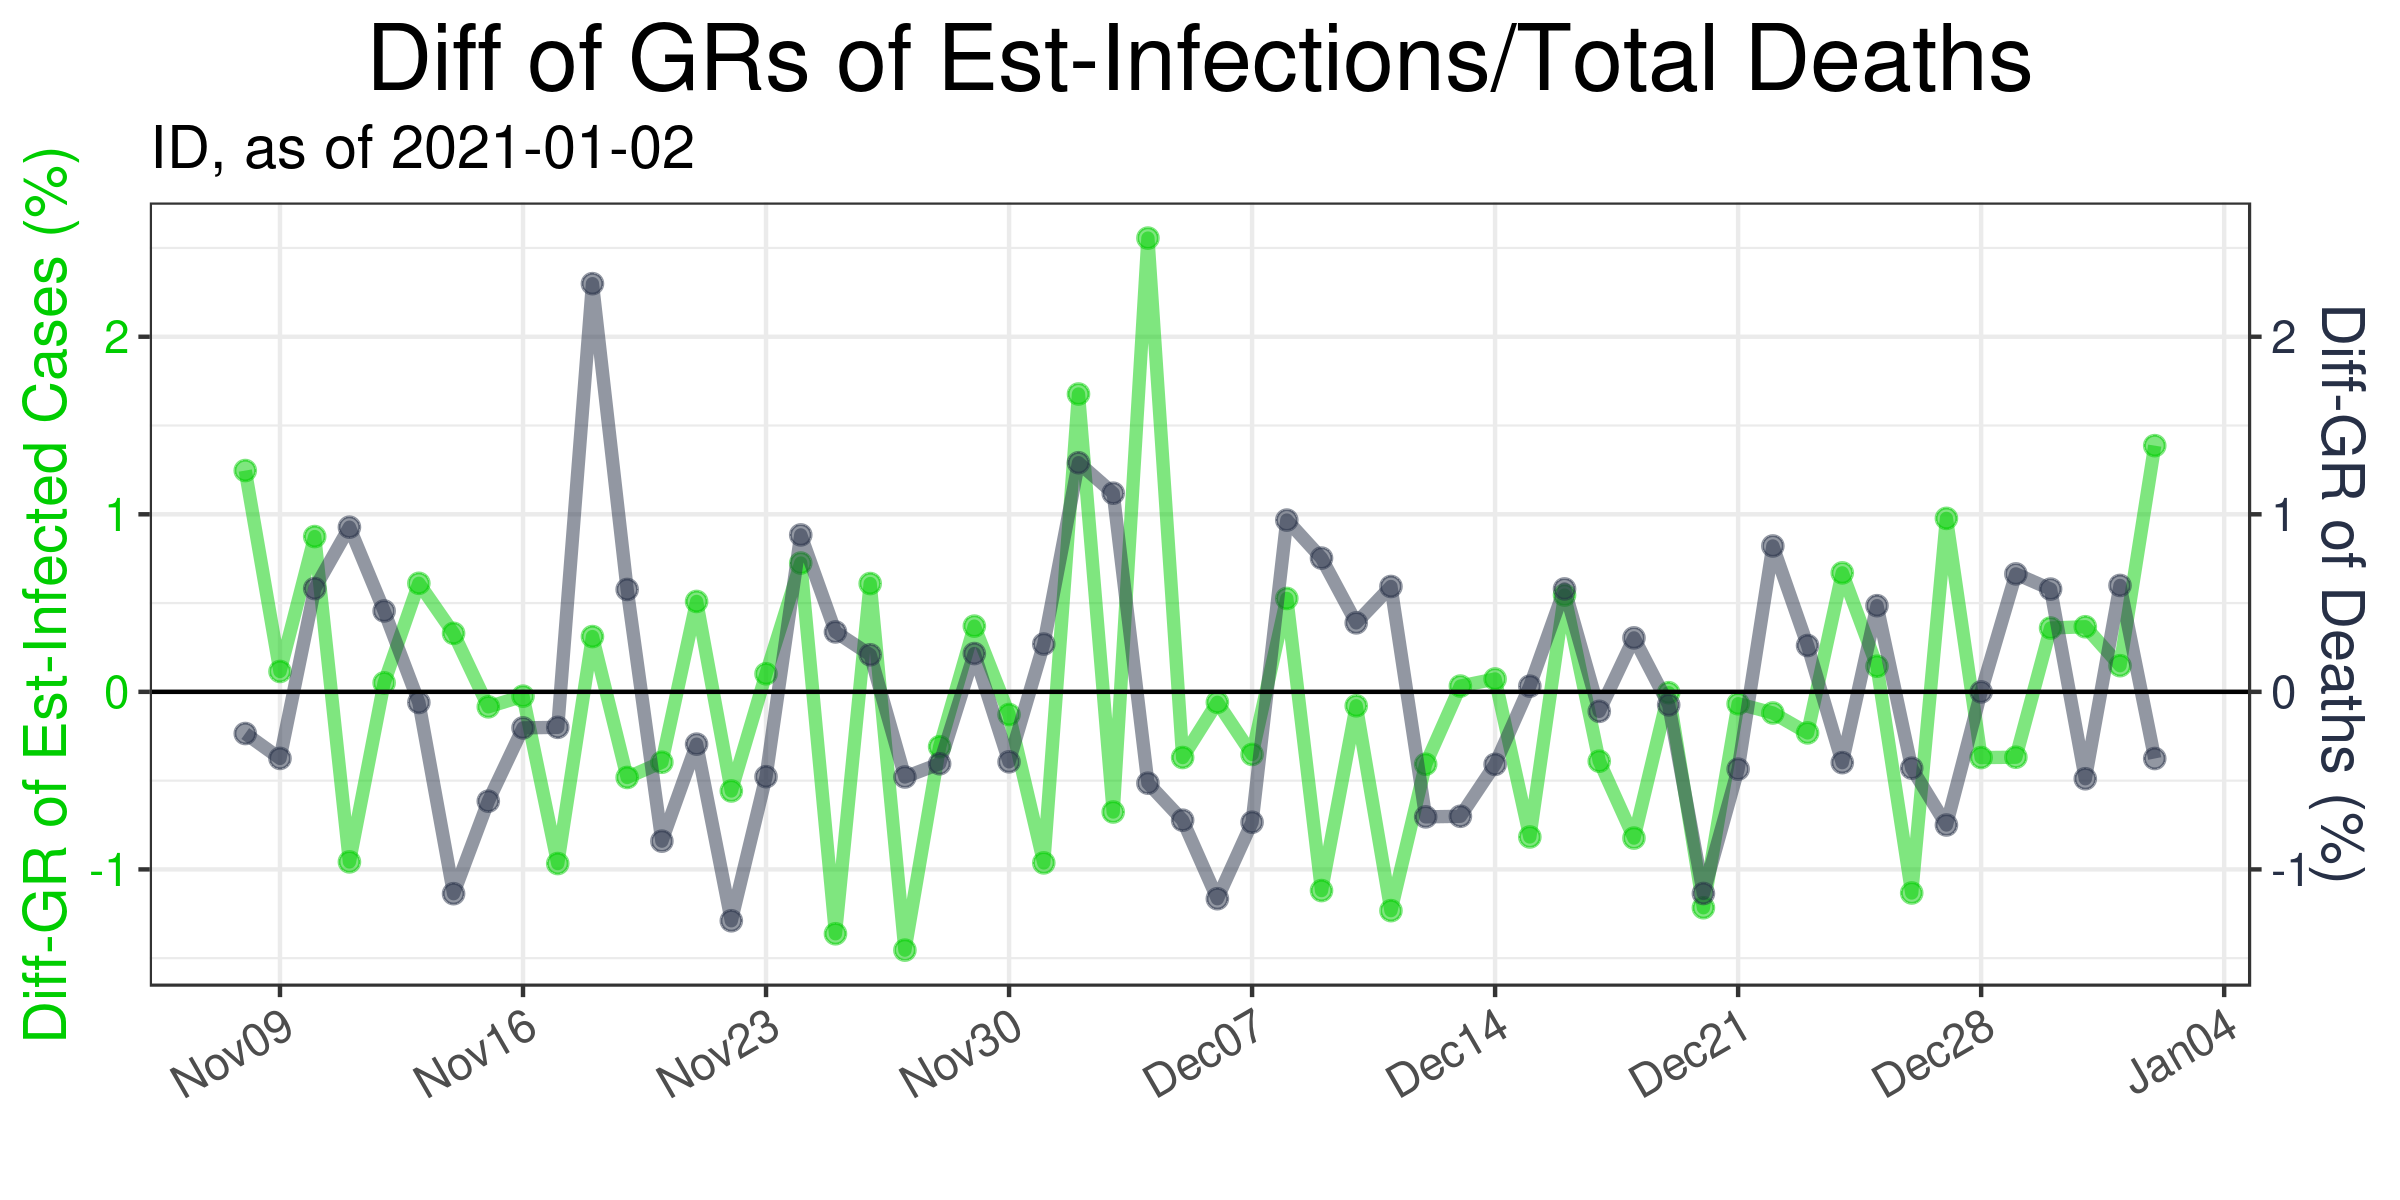 Diff of GRs of Est-Infections/Total Deaths
ID, as of 2021-01-02
Diff-GR of Est-Infected Cases (%)
2
1
0
-1
2
1
0
-1
Diff-GR of Deaths (%)
Nov09
Nov16
Nov23
Nov30
Dec07
Dec14
Dec21
Dec28
Jan04